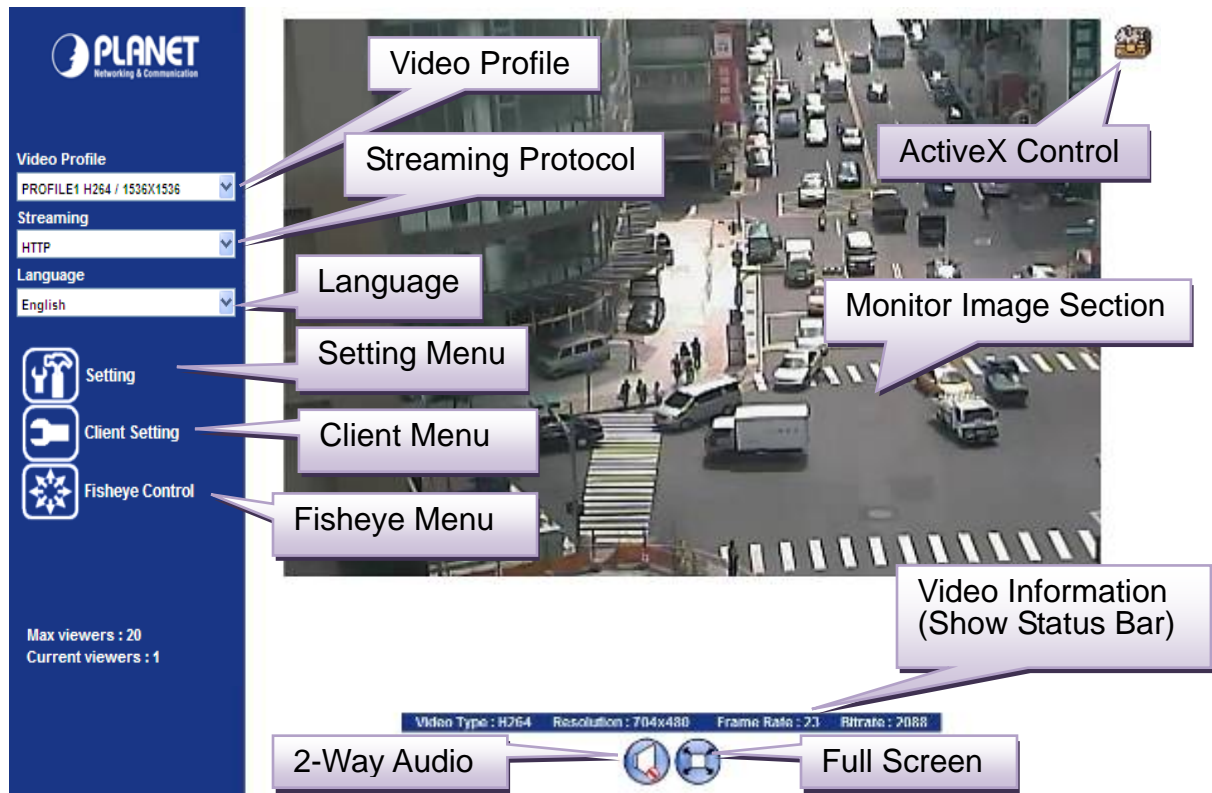 PLANET
Networking & Communication
Video Profile
PROFILE1 H264 / 1536X1536
Streaming
HTTP
Language
English
Setting
Client Setting
Fisheye Control
Max viewers : 20
Current viewers : 1
Video Profile
Streaming Protocol
Language
Setting Menu
Client Menu
Fisheye Menu
ActiveX Control
Monitor Image Section
Video Information
(Show Status Bar)
Video Type : H264 Resolution : 704x480 Frame Rate : 23 Bitrate : 2088
2-Way Audio
Full Screen